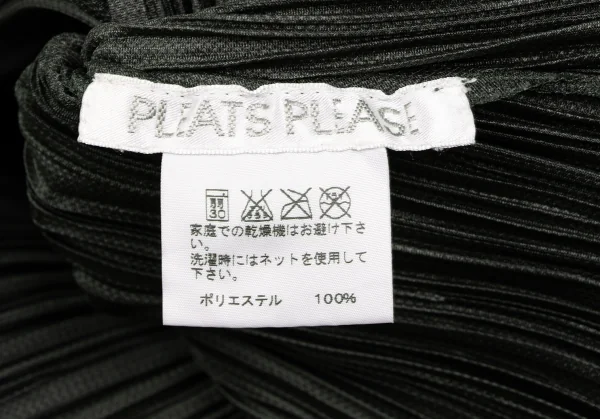 PLEATS PLEASE
弱
30
家庭での乾燥機はお避け下さ
い。
洗濯時にはネットを使用して
下さい。
ポリエステル 100%